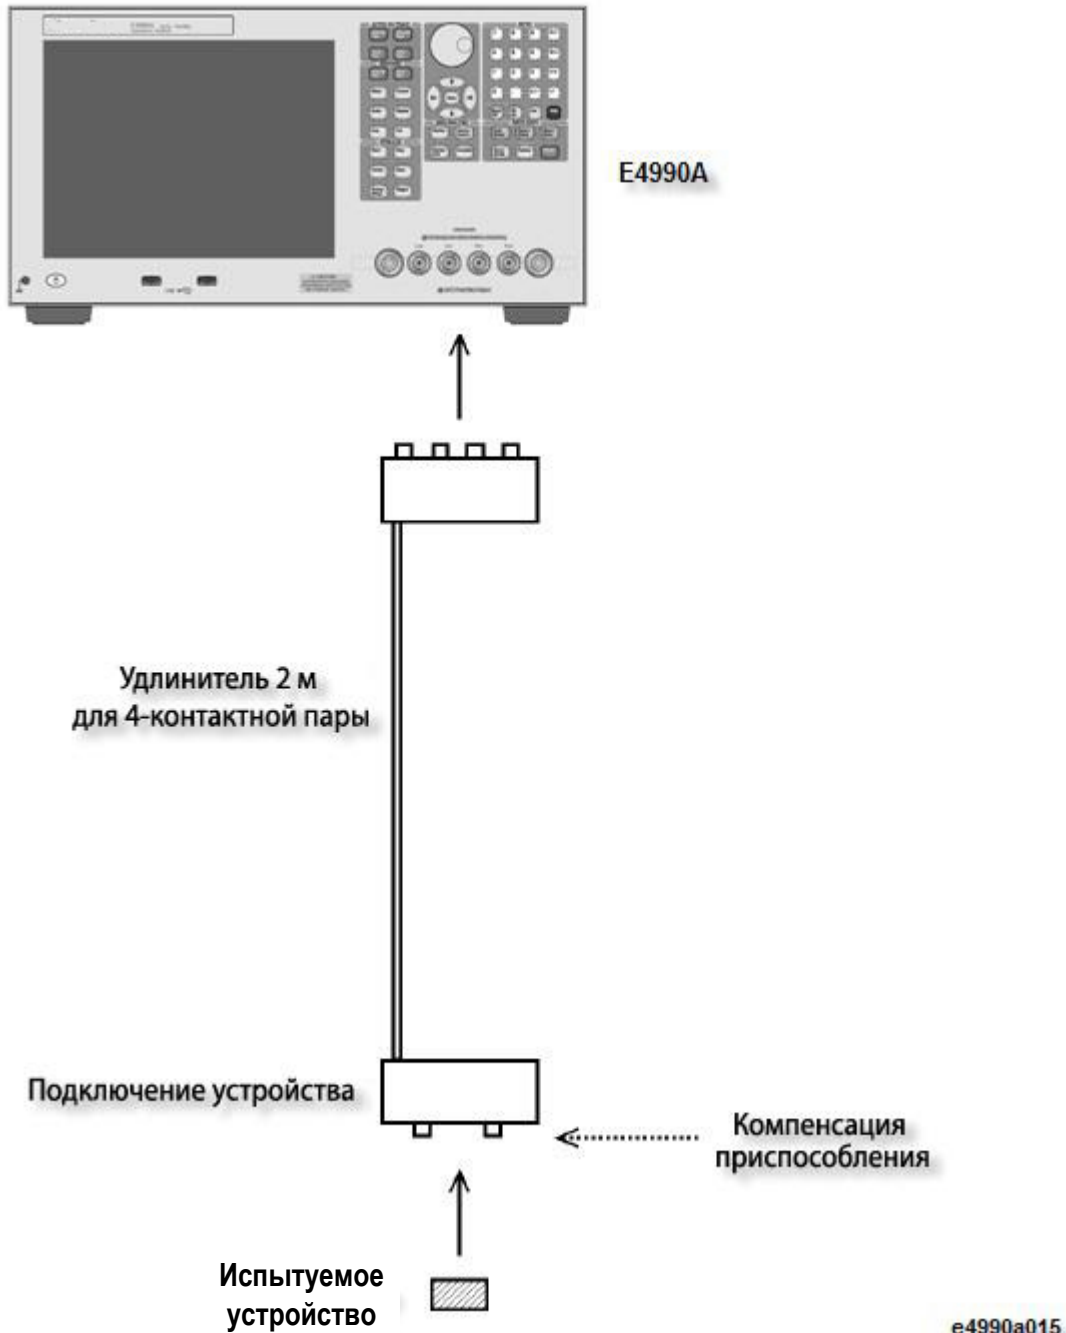 E4990A
Удлинитель 2 м
для 4-контактной пары
Подключение устройства
Компенсация
приспособления
Испытуемое
устройство
e4990a015